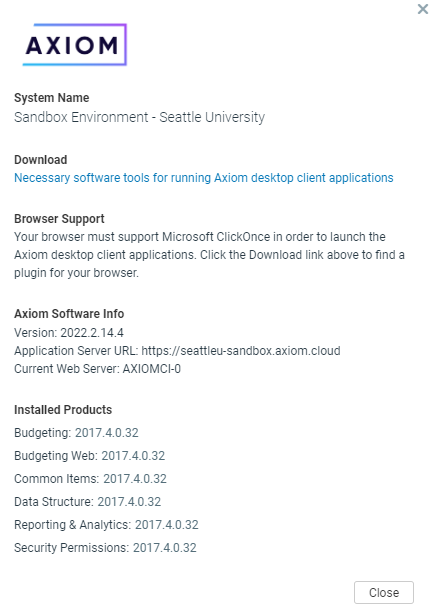 AXIOM
System Name
Sandbox Environment - Seattle University
Download
Necessary software tools for running Axiom desktop client applications
Browser Support
Your browser must support Microsoft ClickOnce in order to launch the
Axiom desktop client applications. Click the Download link above to find a
plugin for your browser.
Axiom Software Info
Version: 2022.2.14.4
Application Server URL: https://seattleu-sandbox.axiom.cloud
Current Web Server: AXIOMCI-0
Installed Products
Budgeting: 2017.4.0.32
Budgeting Web: 2017.4.0.32
Common Items: 2017.4.0.32
Data Structure: 2017.4.0.32
Reporting & Analytics: 2017.4.0.32
Security Permissions: 2017.4.0.32
Close